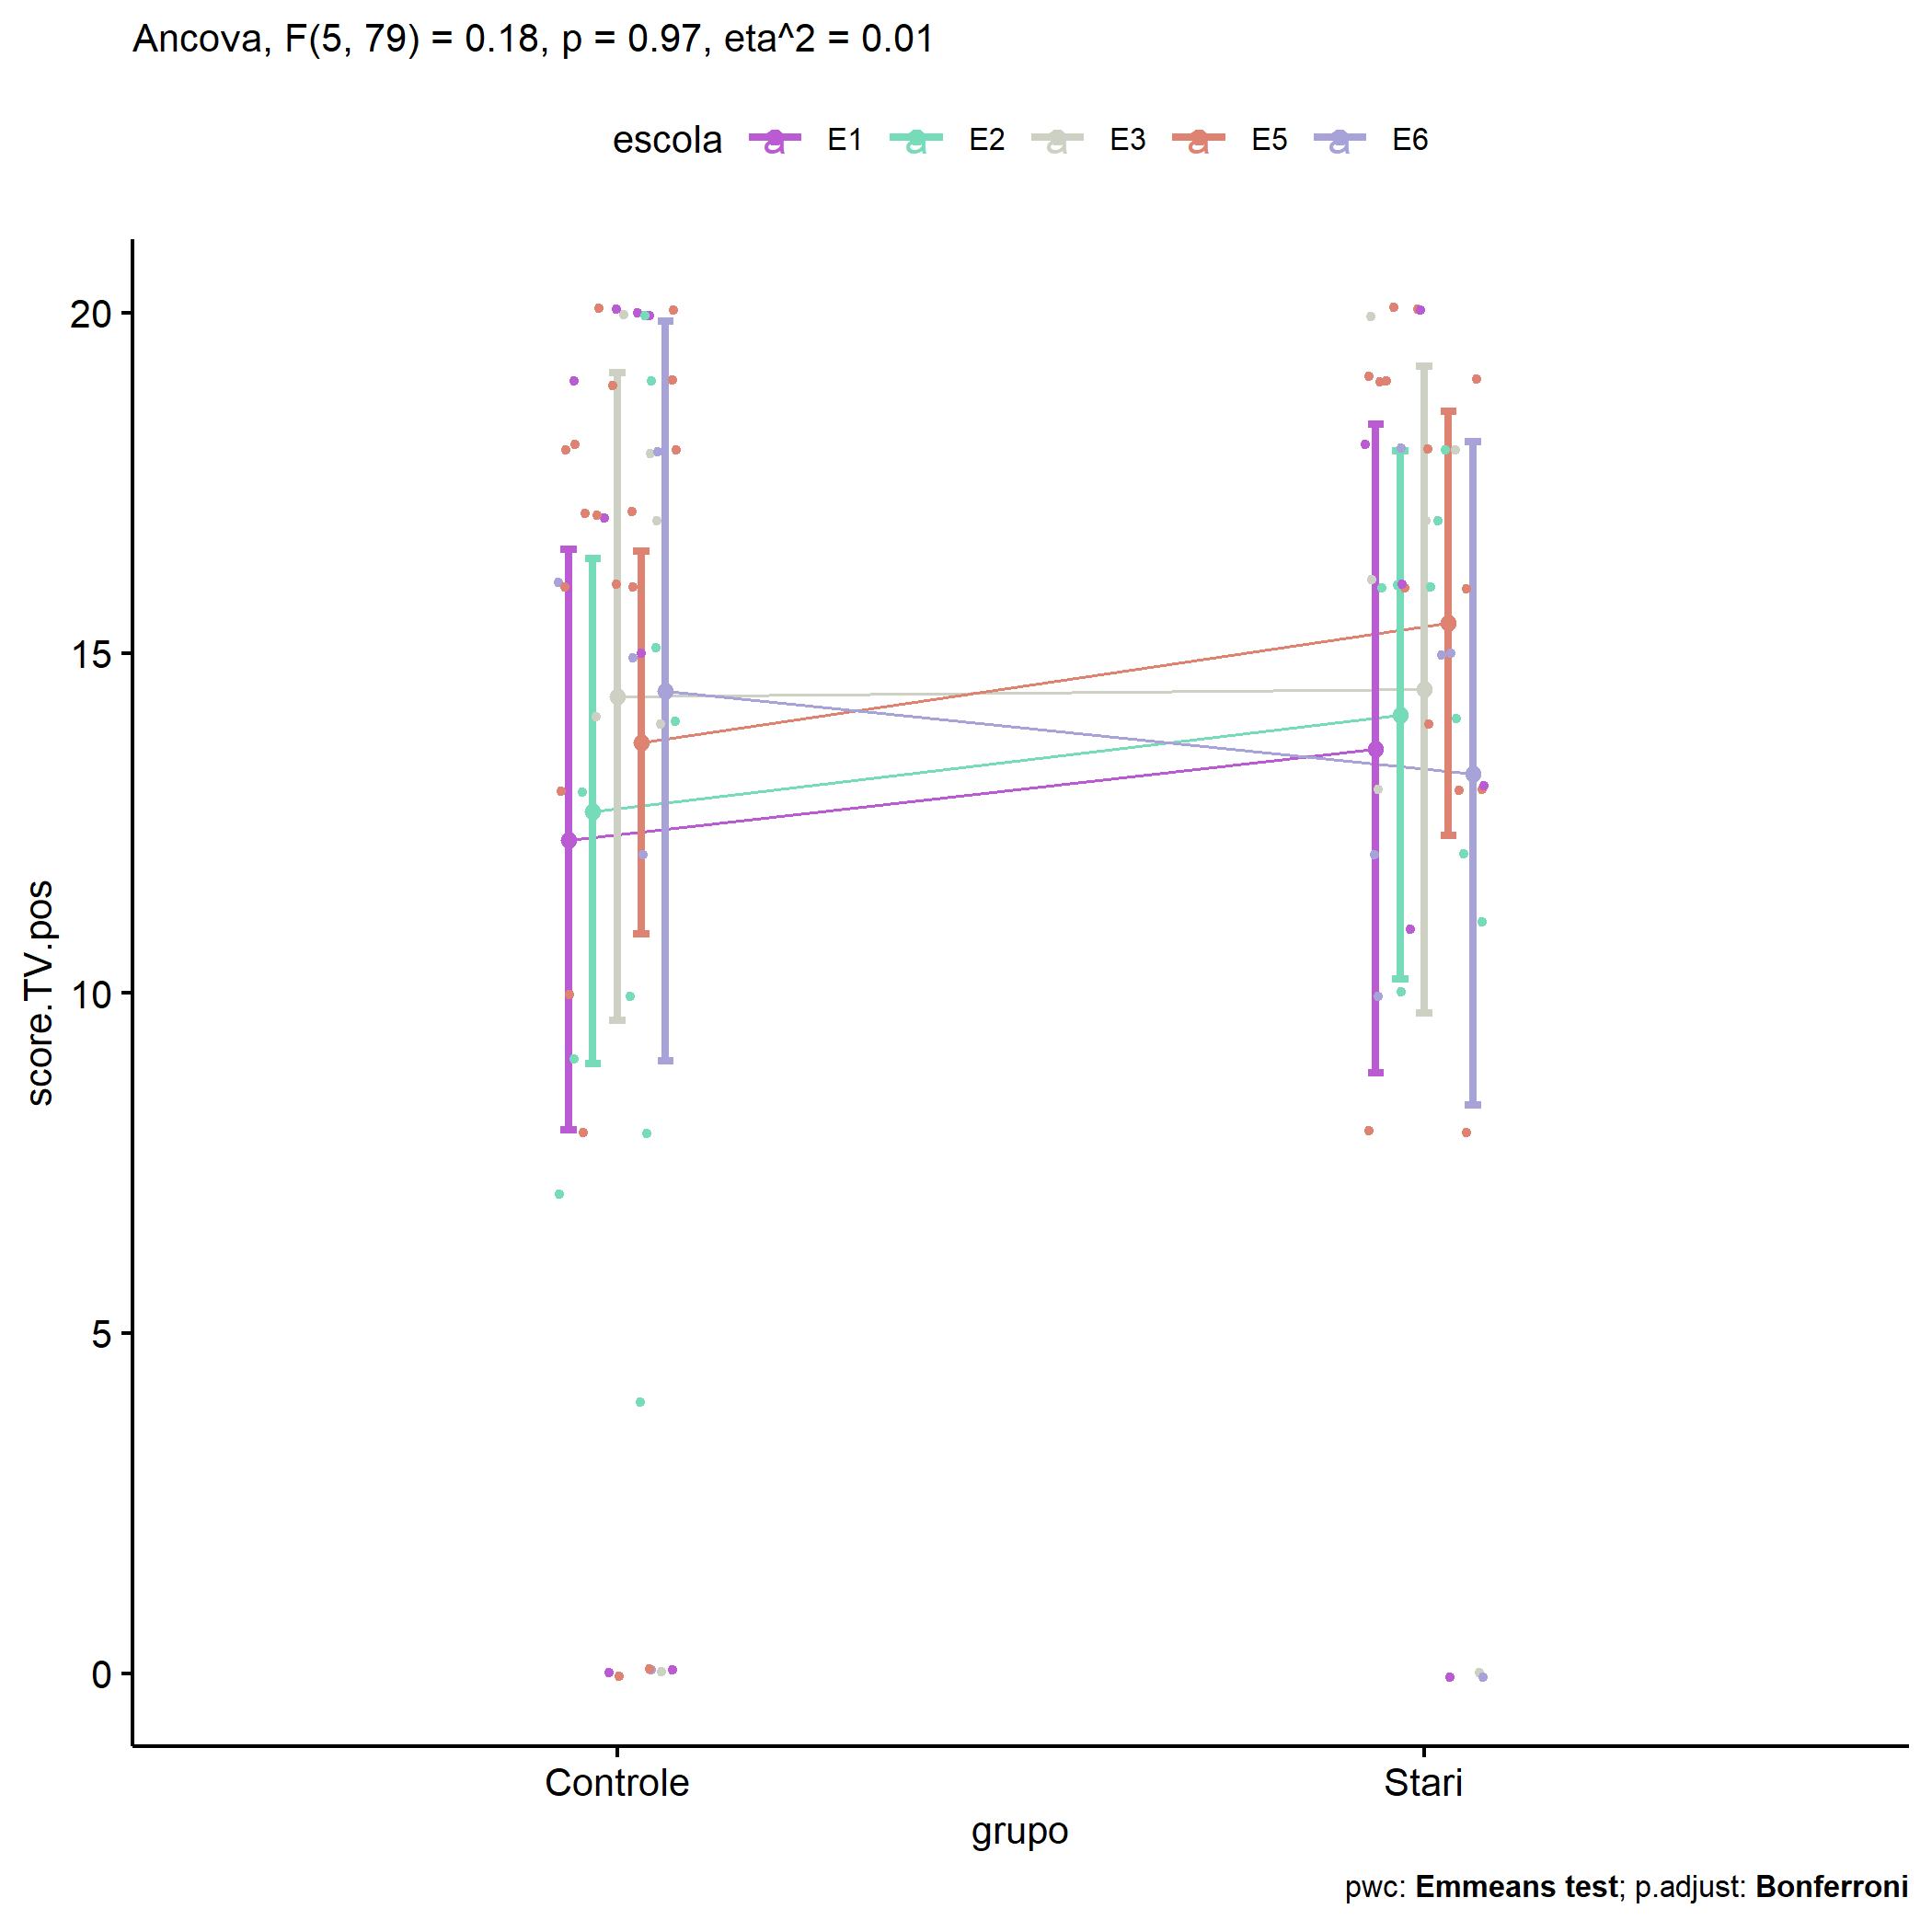 Ancova, F(5, 79) = 0.18, p = 0.97, eta^2 = 0.01
escola a E1 a E2 a E3 a E5 a E6
20
15
10
5
0
score.TV.pos
Controle Stari
grupo
pwc: Emmeans test; p.adjust: Bonferroni